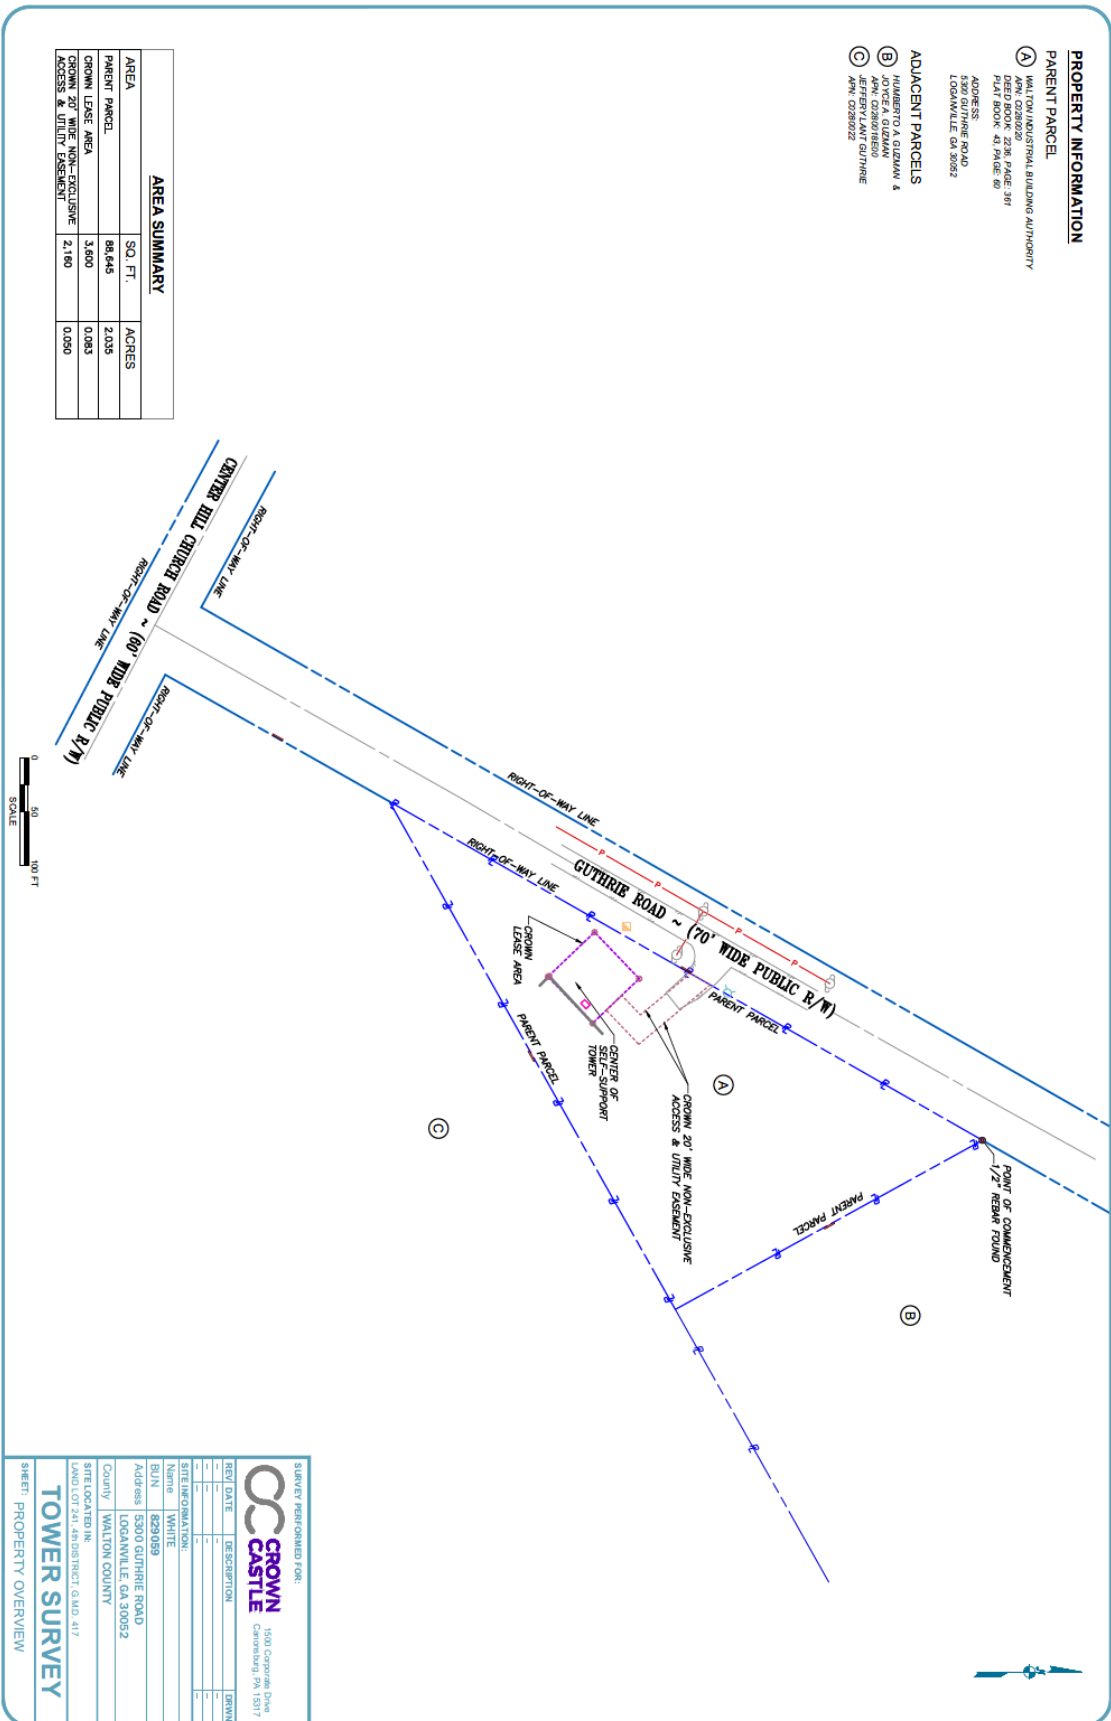 PROPERTY INFORMATION
PARENT PARCEL
A
WALTON INDUSTRIAL BUILDING AUTHORITY
APN: C0280020
DEED BOOK: 2236, PAGE: 361
PLAT BOOK: 43, PAGE: 60
ADDRESS:
5300 GUTHRIE ROAD
LOGANVILLE, GA 30052
ADJACENT PARCELS
B
HUMBERTO A. GUZMAN &
JOYCE A. GUZMAN
APN: C0280018E00
C
JEFFERY LANT GUTHRIE
APN: C0280022
AREA SUMMARY
AREA SQ. FT. ACRES
PARENT PARCEL 88,645 2.035
CROWN LEASE AREA 3,600 0.083
CROWN 20' WIDE NON-EXCLUSIVE
ACCESS & UTILITY EASEMENT 2,160 0.050
CENTER HILL CHURCH ROAD ~ (60' WIDE PUBLIC R/W)
RIGHT-OF-WAY LINE
RIGHT-OF-WAY LINE
RIGHT-OF-WAY LINE
RIGHT-OF-WAY LINE
RIGHT-OF-WAY LINE
GUTHRIE ROAD ~ (70' WIDE PUBLIC R/W)
P
P
P
P
PARENT PARCEL
PARENT PARCEL
PARENT PARCEL
CROWN
LEASE AREA
CENTER OF
SELF-SUPPORT
TOWER
CROWN 20' WIDE NON-EXCLUSIVE
ACCESS & UTILITY EASEMENT
POINT OF COMMENCEMENT
1/2" REBAR FOUND
A
B
C
0 50 100 FT
SCALE
SURVEY PERFORMED FOR:
CROWN
CASTLE
1500 Corporate Drive
Canonsburg, PA 15317
REV DATE DESCRIPTION DRWN
- - - -
- - - -
SITE INFORMATION:
Name WHITE
BUN 829059
Address 5300 GUTHRIE ROAD
LOGANVILLE, GA 30052
County WALTON COUNTY
SITE LOCATED IN:
LAND LOT 241, 4th DISTRICT, G.M.D. 417
TOWER SURVEY
SHEET: PROPERTY OVERVIEW